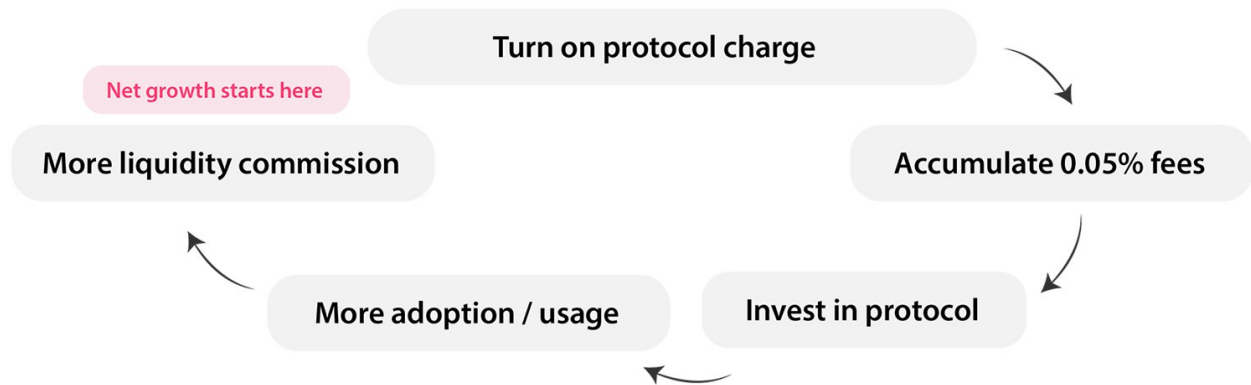 Turn on protocol charge
Net growth starts here
More liquidity commission
Accumulate 0.05% fees
More adoption / usage
Invest in protocol